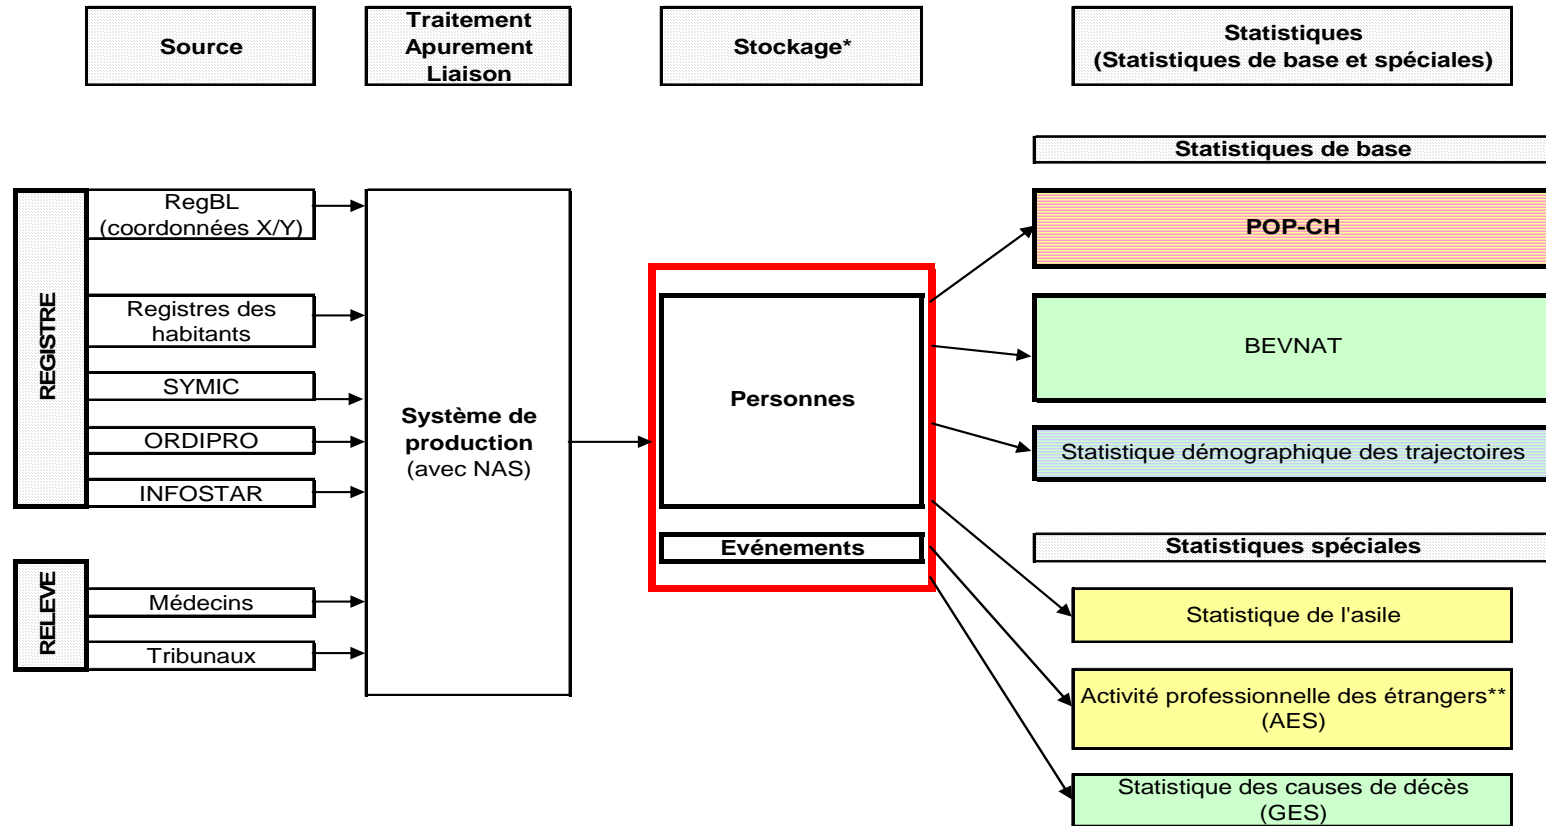 Source
Traitement
Apurement
Liaison
Stockage*
Statistiques
(Statistiques de base et spéciales)
Statistiques de base
REGISTRE
RegBL
(coordonnées X/Y)
Registres des
habitants
SYMIC
ORDIPRO
INFOSTAR
RELEVE
Médecins
Tribunaux
Système de
production
(avec NAS)
Personnes
Evénements
POP-CH
BEVNAT
Statistique démographique des trajectoires
Statistiques spéciales
Statistique de l'asile
Activité professionnelle des étrangers**
(AES)
Statistique des causes de décès
(GES)